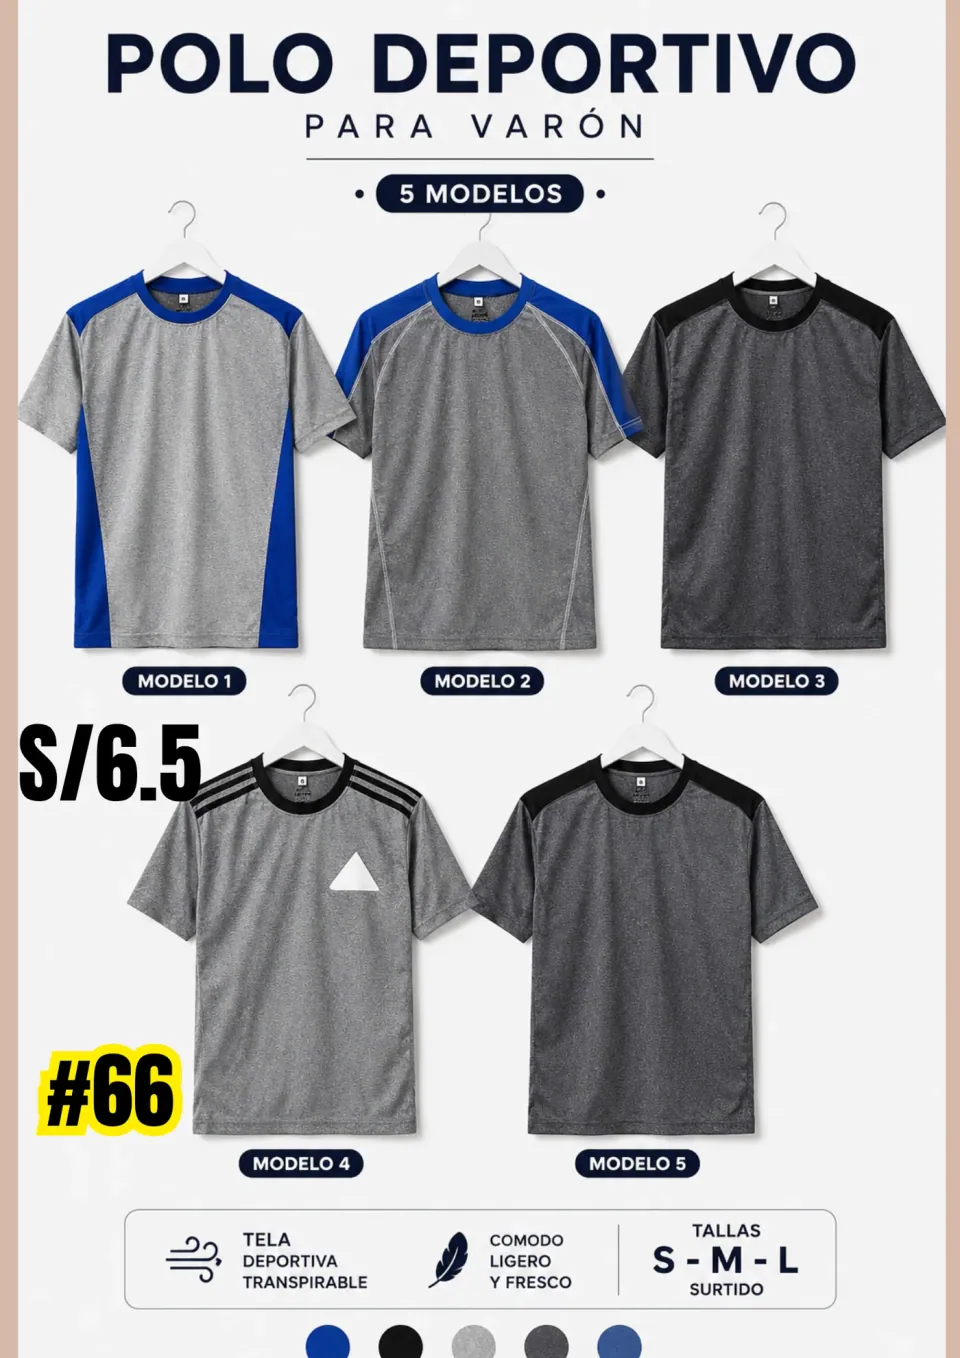 POLO DEPORTIVO
PARA VARÓN
• 5 MODELOS •
MODELO 1
MODELO 2
MODELO 3
S/6.5
#66
MODELO 4
MODELO 5
TELA
DEPORTIVA
TRANSPIRABLE
COMODO
LIGERO
Y FRESCO
TALLAS
S - M - L
SURTIDO